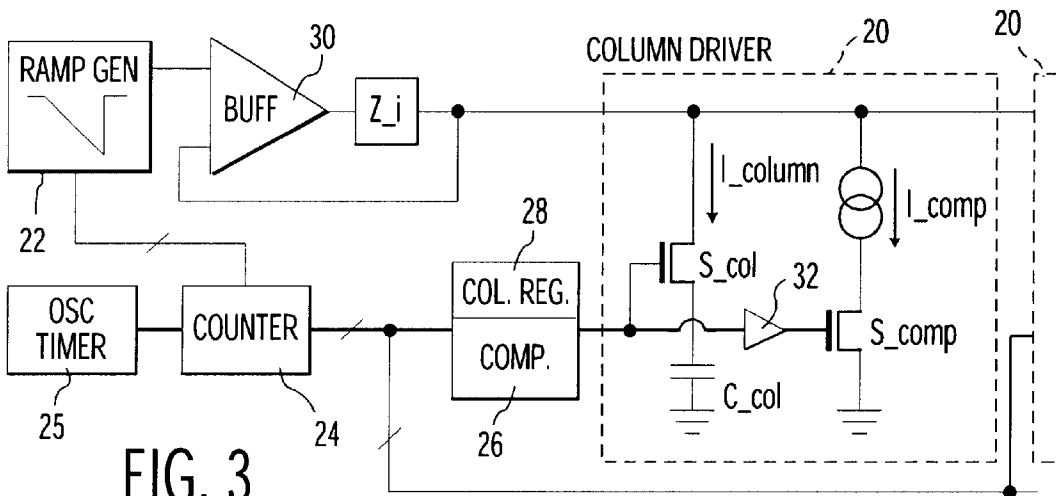 30
COLUMN DRIVER
20
20
RAMP GEN
BUFF
Z_i
I_column
I_comp
22
28
S_col
32
OSC
TIMER
COUNTER
COL. REG.
COMP.
S_comp
C_col
25
24
26
FIG. 3